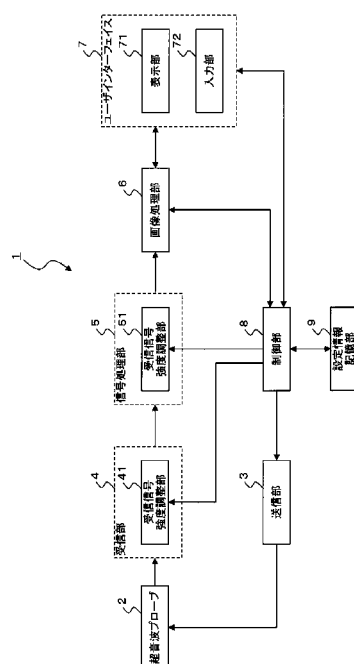 1
2
超音波プローブ
4
受信部
41
受信信号
強度調整部
5
信号処理部
51
受信信号
強度調整部
6
画像処理部
7
ユーザインターフェイス
71
表示部
72
入力部
3
送信部
8
制御部
9
設定情報
記憶部